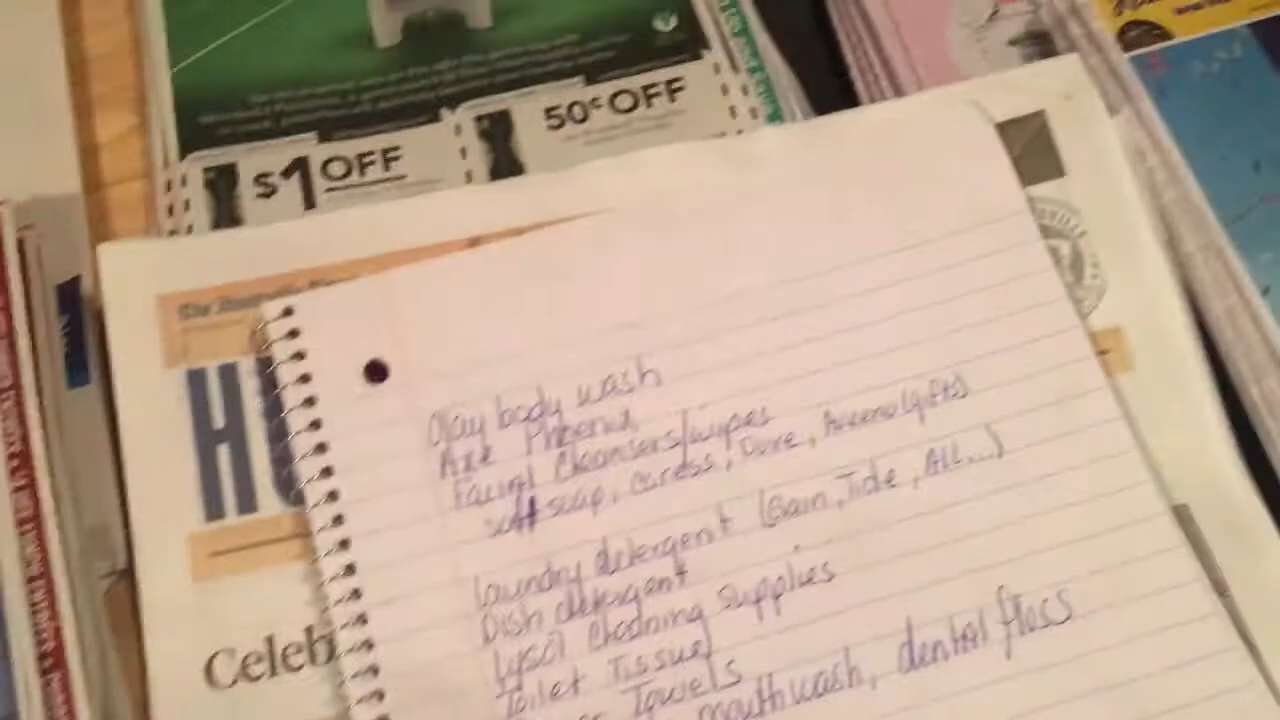 $1 OFF
50¢ OFF
HU
Celeb
Olay body wash
Axe Phoenix
Facial Cleansers/wipes
soft soap, caress, Dove, Aveeno (gifts)
laundry detergent (Gain, Tide, All...)
Dish detergent
Lysol cleaning supplies
Toilet Tissue
Towels
mouthwash, dental floss